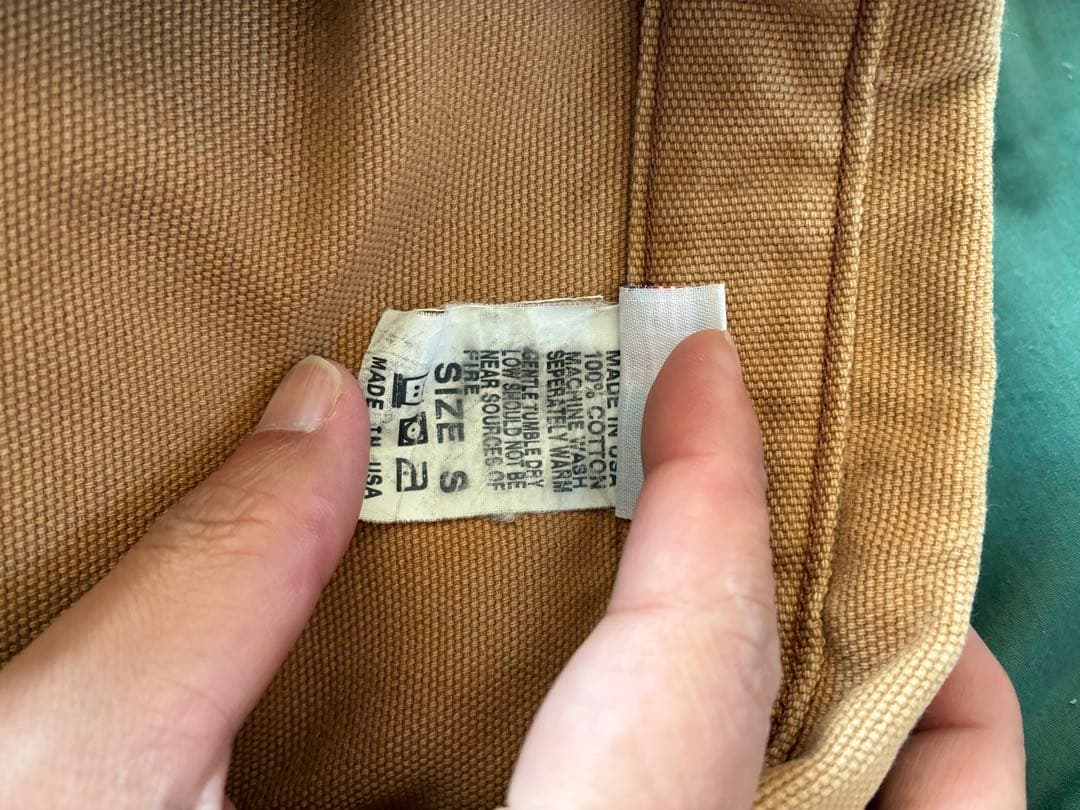 MADE IN USA
100% COTTON
MACHINE WASH
SEPERATLY WARM
GENTLE TUMBLE DRY
LOW SHOULD NOT BE
NEAR SOURCES OF
FIRE
SIZE S
a
MADE IN USA